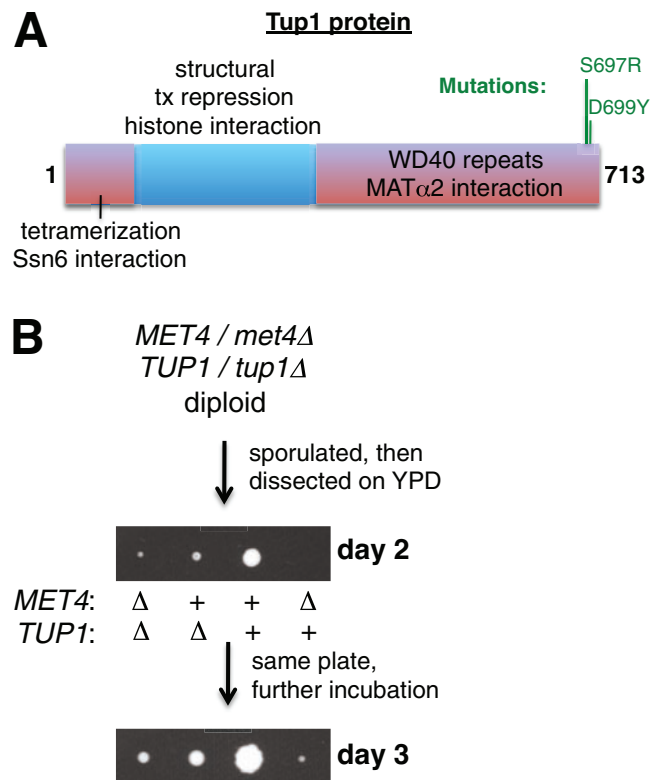 A
Tup1 protein
structural
tx repression
histone interaction
Mutations:
S697R
D699Y
1
WD40 repeats
MATα2 interaction
713
tetramerization
Ssn6 interaction
B
MET4 / met4Δ
TUP1 / tup1Δ
diploid
sporulated, then
dissected on YPD
day 2
MET4: Δ + + Δ
TUP1: Δ Δ + +
same plate,
further incubation
day 3